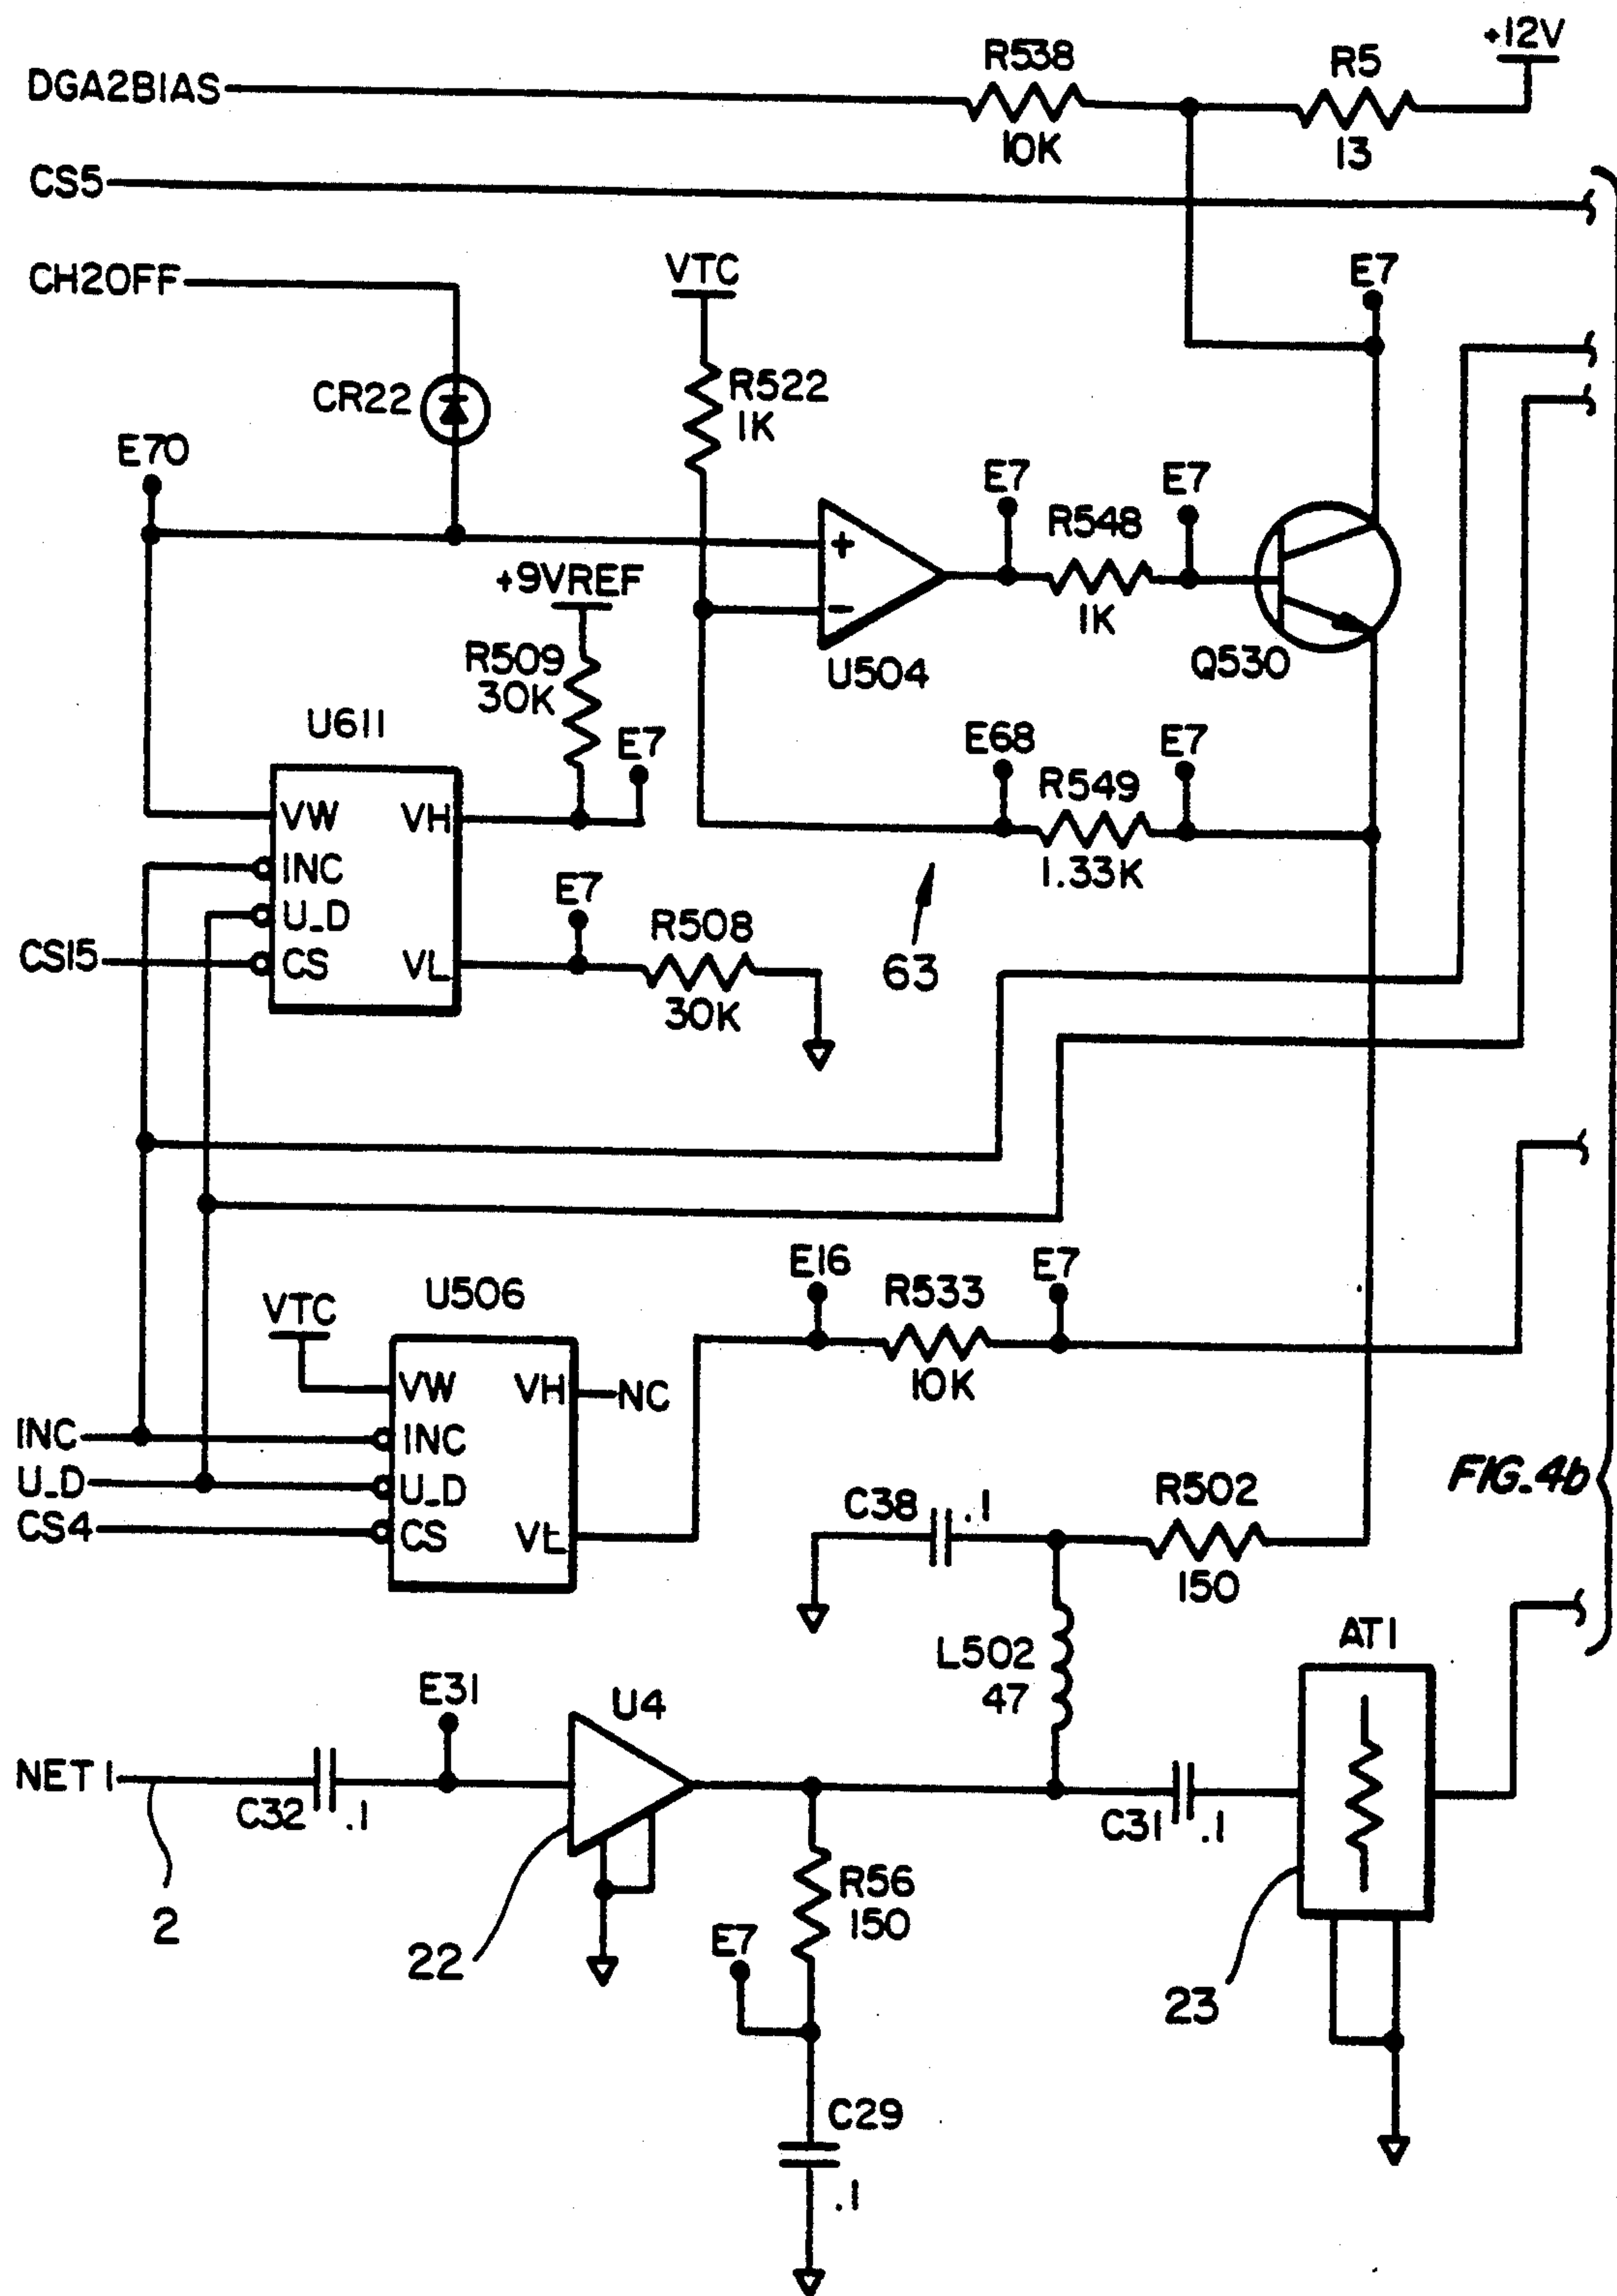 +12V
R538
R5
DGA2BIAS
10K
13
CS5
CH2OFF
VTC
E7
CR22
R522
1K
E70
E7
E7
R548
+
+9VREF
-
1K
R509
30K
U504
Q530
U611
E7
E68
E7
R549
VW
VH
1.33K
INC
E7
U_D
R508
CS15
CS
VL
63
30K
E16
E7
U506
R533
VTC
VW
VH
NC
10K
INC
INC
U_D
U_D
FIG.4b
R502
C38
.1
CS4
CS
VL
150
AT1
L502
47
E31
U4
NET 1
C32
.1
C31
.1
R56
150
2
22
E7
23
C29
.1